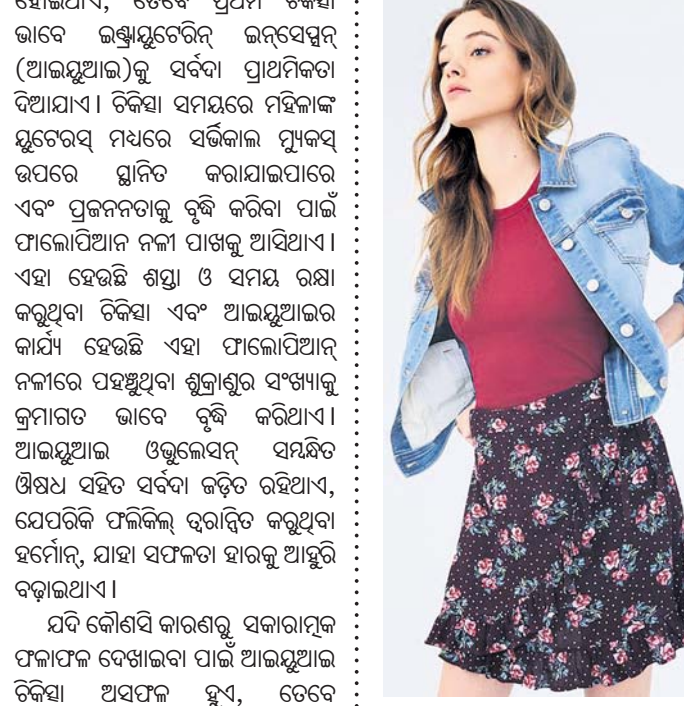 ହୋଇଥାଏ, ତେବେ ପ୍ରଥମ ଚିକିତ୍ସା
ଭାବେ ଇଣ୍ଟ୍ରାୟୁଟେରିନ୍ ଇନ୍‌ସେପ୍ସନ୍
(ଆଇୟୁଆଇ)କୁ ସର୍ବଦା ପ୍ରାଥମିକତା
ଦିଆଯାଏ। ଚିକିତ୍ସା ସମୟରେ ମହିଳାଙ୍କ
ୟୁଟେରସ୍ ମଧ୍ୟରେ ସର୍ଭିକାଲ ମ୍ୟୁକସ୍
ଉପରେ ସ୍ଥାନିତ କରାଯାଇପାରେ
ଏବଂ ପ୍ରଜନନତାକୁ ବୃଦ୍ଧି କରିବା ପାଇଁ
ଫାଲୋପିଆନ ନଳୀ ପାଖକୁ ଆସିଥାଏ।
ଏହା ହେଉଛି ଶସ୍ତା ଓ ସମୟ ରକ୍ଷା
କରୁଥିବା ଚିକିତ୍ସା ଏବଂ ଆଇୟୁଆଇର
କାର୍ଯ୍ୟ ହେଉଛି ଏହା ଫାଲୋପିଆନ୍
ନଳୀରେ ପହଞ୍ଚୁଥିବା ଶୁକ୍ରାଣୁର ସଂଖ୍ୟାକୁ
କ୍ରମାଗତ ଭାବେ ବୃଦ୍ଧି କରିଥାଏ।
ଆଇୟୁଆଇ ଓଭୁଲେସନ୍ ସମ୍ବନ୍ଧିତ
ଔଷଧ ସହିତ ସର୍ବଦା ଜଡ଼ିତ ରହିଥାଏ,
ଯେପରିକି ଫଲିକିଲ୍ ତ୍ୱରାନ୍ୱିତ କରୁଥିବା
ହର୍ମୋନ୍, ଯାହା ସଫଳତା ହାରକୁ ଆହୁରି
ବଢ଼ାଇଥାଏ।
ଯଦି କୌଣସି କାରଣରୁ ସକାରାତ୍ମକ
ଫଳାଫଳ ଦେଖାଇବା ପାଇଁ ଆଇୟୁଆଇ
ଚିକିତ୍ସା ଅସଫଳ ହୁଏ, ତେବେ